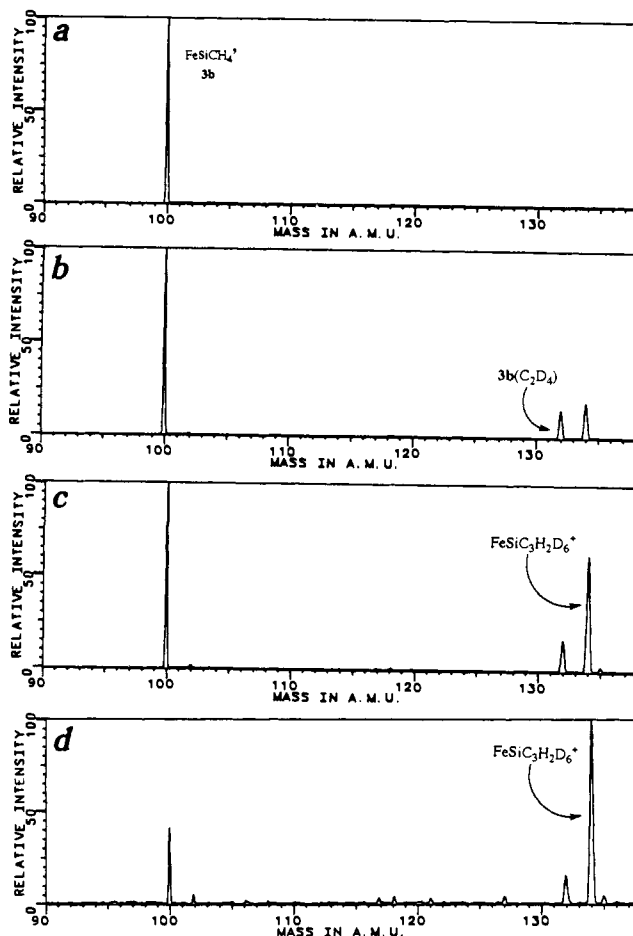 a
RELATIVE INTENSITY
0 50 100
FeSiCH₄⁺
3b
90 100 110 120 130
MASS IN A.M.U.
b
RELATIVE INTENSITY
0 50 100
3b(C₂D₄)
90 100 110 120 130
MASS IN A.M.U.
c
RELATIVE INTENSITY
0 50 100
FeSiC₃H₂D₆⁺
90 100 110 120 130
MASS IN A.M.U.
d
RELATIVE INTENSITY
0 50 100
FeSiC₃H₂D₆⁺
90 100 110 120 130
MASS IN A.M.U.